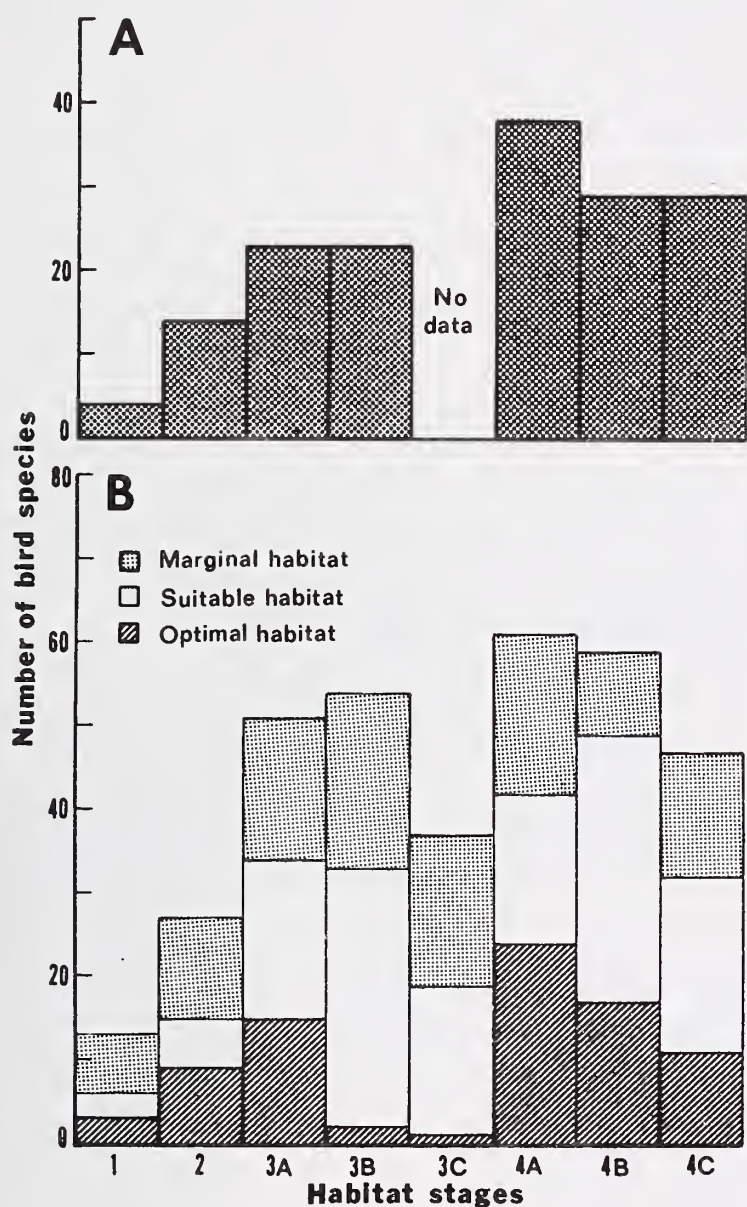 A
40
20
0
No
data
Number of bird species
80
B
Marginal habitat
Suitable habitat
Optimal habitat
60
40
20
0
1 2 3A 3B 3C 4A 4B 4C
Habitat stages